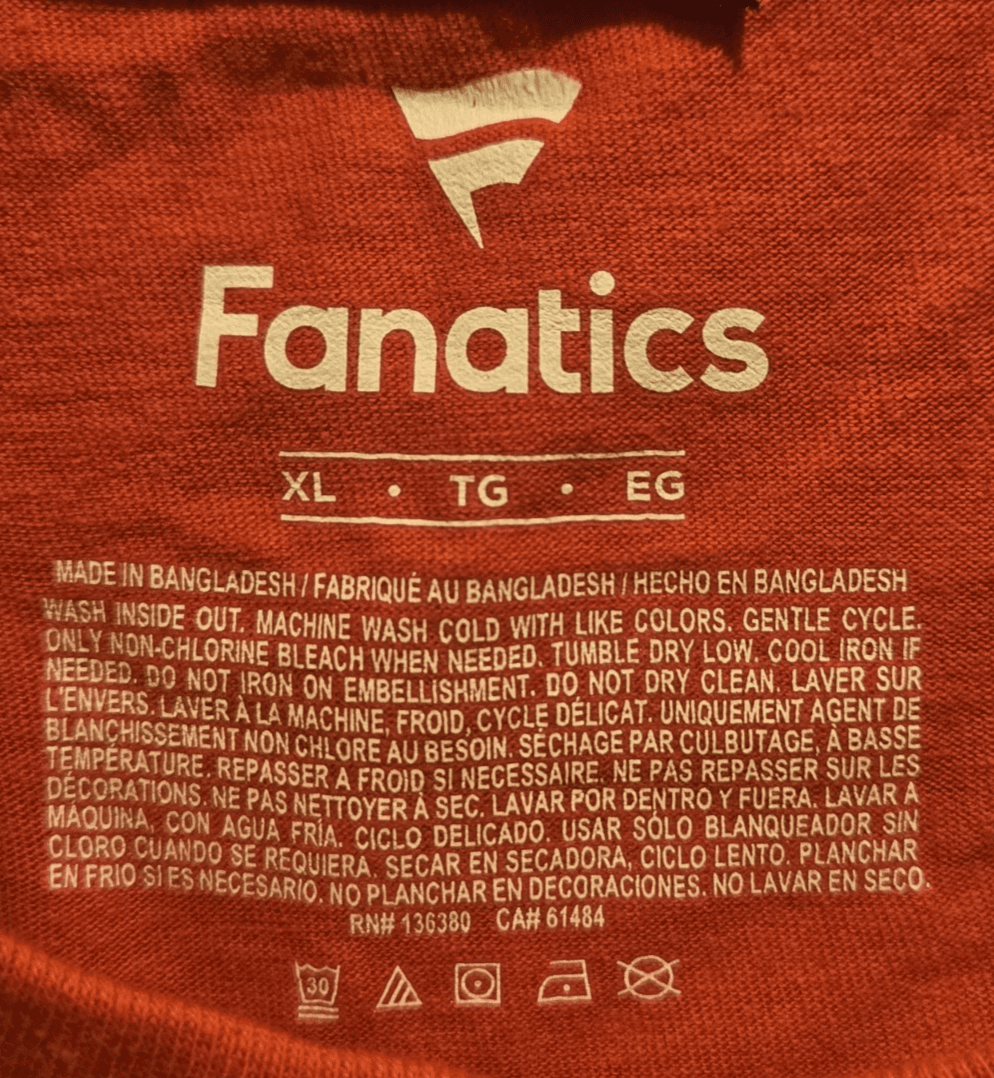 Fanatics
XL • TG • EG
MADE IN BANGLADESH / FABRIQUÉ AU BANGLADESH / HECHO EN BANGLADESH
WASH INSIDE OUT. MACHINE WASH COLD WITH LIKE COLORS. GENTLE CYCLE.
ONLY NON-CHLORINE BLEACH WHEN NEEDED. TUMBLE DRY LOW. COOL IRON IF
NEEDED. DO NOT IRON ON EMBELLISHMENT. DO NOT DRY CLEAN. LAVER SUR
L'ENVERS. LAVER À LA MACHINE, FROID, CYCLE DÉLICAT. UNIQUEMENT AGENT DE
BLANCHISSEMENT NON CHLORE AU BESOIN. SÉCHAGE PAR CULBUTAGE, À BASSE
TEMPÉRATURE. REPASSER A FROID SI NECESSAIRE. NE PAS REPASSER SUR LES
DÉCORATIONS. NE PAS NETTOYER À SEC. LAVAR POR DENTRO Y FUERA. LAVAR A
MÁQUINA, CON AGUA FRÍA. CICLO DELICADO. USAR SÓLO BLANQUEADOR SIN
CLORO CUANDO SE REQUIERA. SECAR EN SECADORA, CICLO LENTO. PLANCHAR
EN FRIO SI ES NECESARIO. NO PLANCHAR EN DECORACIONES. NO LAVAR EN SECO.
RN# 136380 CA# 61484
30